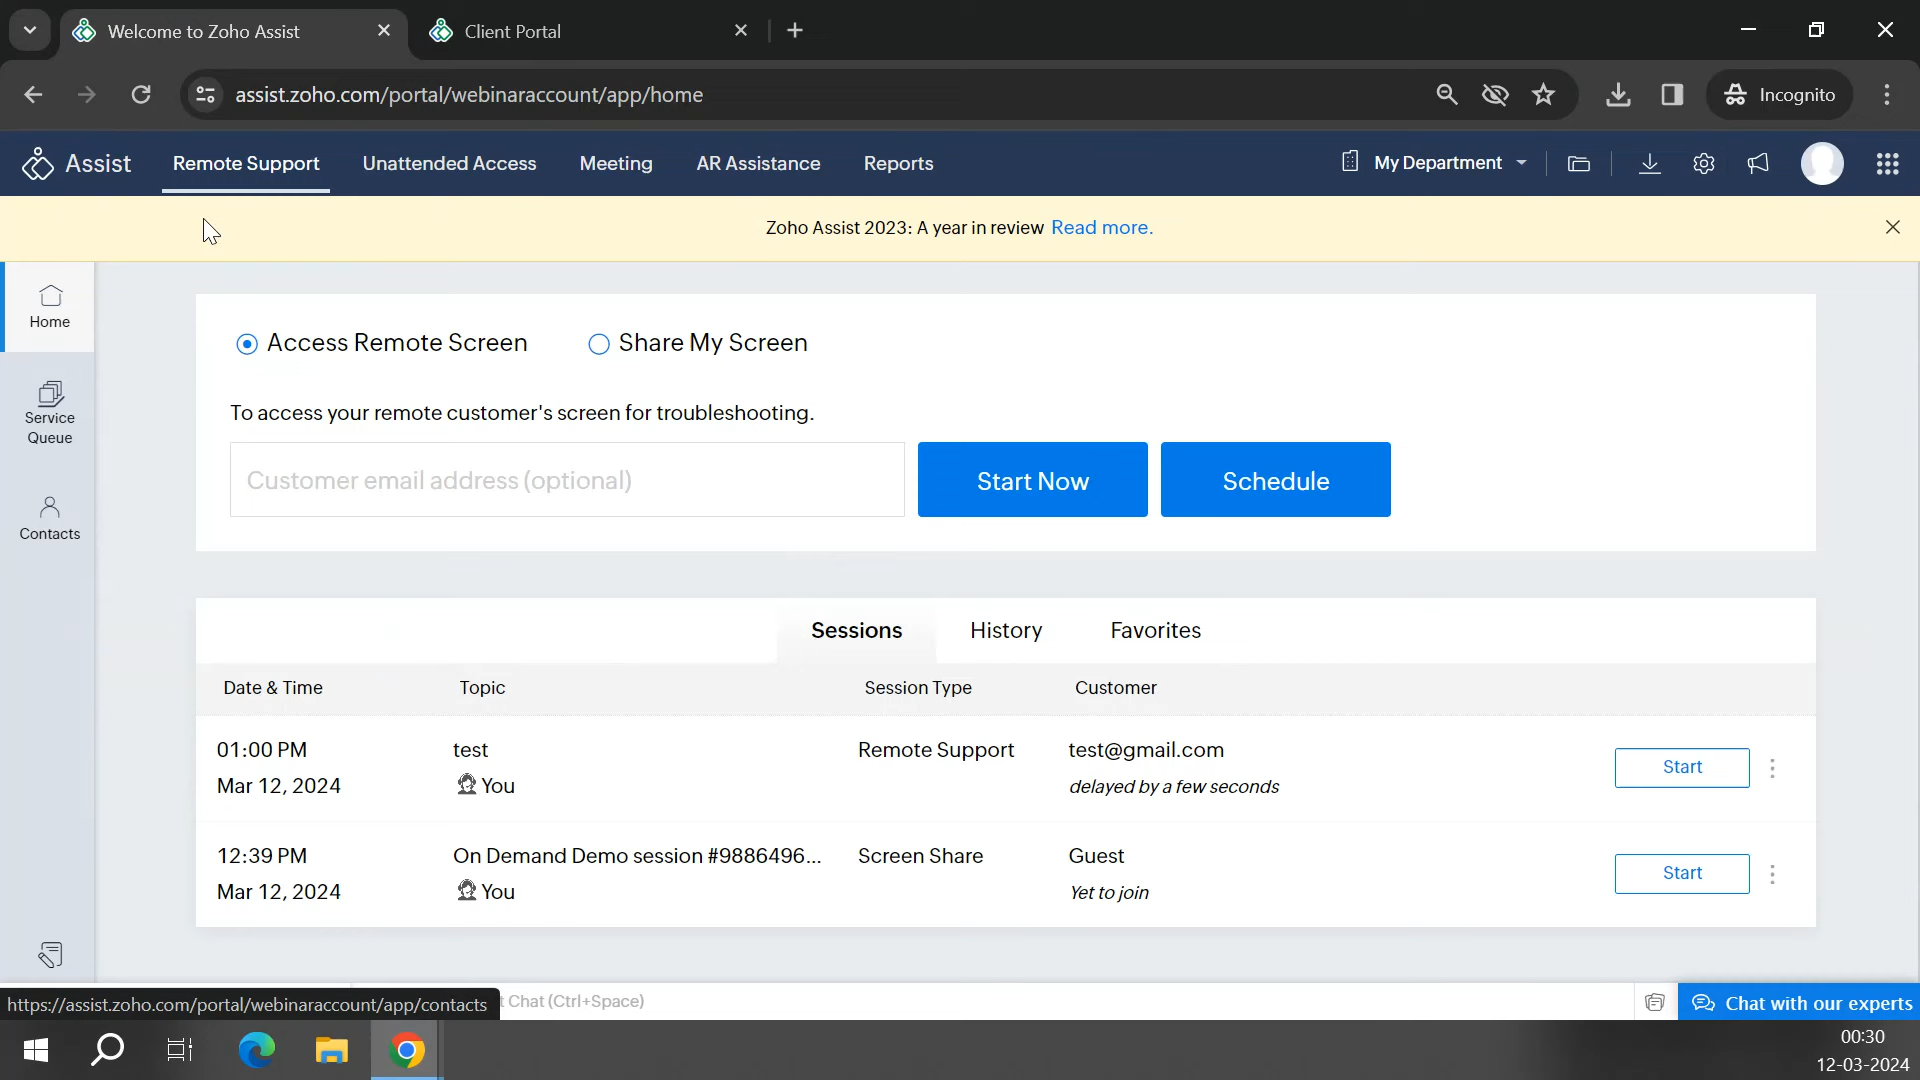 Welcome to Zoho Assist
Client Portal
assist.zoho.com/portal/webinaraccount/app/home
Incognito
Assist
Remote Support
Unattended Access
Meeting
AR Assistance
Reports
My Department
Zoho Assist 2023: A year in review Read more.
Home
Service
Queue
Contacts
Access Remote Screen
Share My Screen
To access your remote customer's screen for troubleshooting.
Customer email address (optional)
Start Now
Schedule
Sessions
History
Favorites
Date & Time
Topic
Session Type
Customer
01:00 PM
Mar 12, 2024
test
You
Remote Support
test@gmail.com
delayed by a few seconds
Start
12:39 PM
Mar 12, 2024
On Demand Demo session #9886496...
You
Screen Share
Guest
Yet to join
Start
https://assist.zoho.com/portal/webinaraccount/app/contacts
t Chat (Ctrl+Space)
Chat with our experts
00:30
12-03-2024